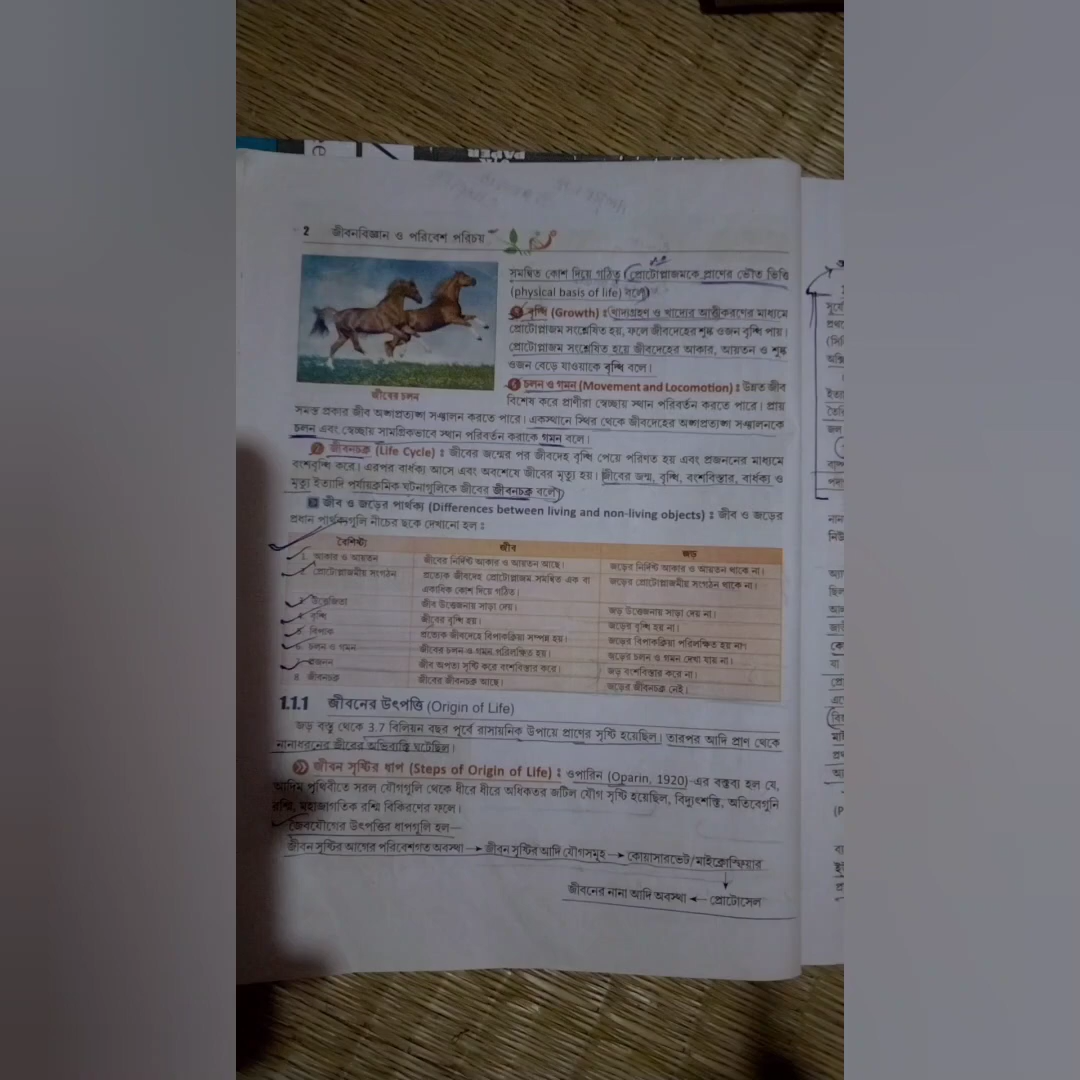 2 জীবনবিজ্ঞান ও পরিবেশ পরিচয়
সমন্বিত কোশ দিয়ে গঠিত (প্রোটোপ্লাজমকে প্রাণের ভৌত ভিত্তি
(physical basis of life) বলে)
বৃদ্ধি (Growth) : খাদ্যগ্রহণ ও খাদ্যের আত্তীকরণের মাধ্যমে
প্রোটোপ্লাজম সংশ্লেষিত হয়, ফলে জীবদেহের শুষ্ক ওজন বৃদ্ধি পায়।
প্রোটোপ্লাজম সংশ্লেষিত হয়ে জীবদেহের আকার, আয়তন ও শুষ্ক
ওজন বেড়ে যাওয়াকে বৃদ্ধি বলে।
জীবের চলন
চলন ও গমন (Movement and Locomotion) : উন্নত জীব
বিশেষ করে প্রাণীরা স্বেচ্ছায় স্থান পরিবর্তন করতে পারে। প্রায়
সমস্ত প্রকার জীব অঙ্গপ্রত্যঙ্গ সঞ্চালন করতে পারে। একস্থানে স্থির থেকে জীবদেহের অঙ্গপ্রত্যঙ্গ সঞ্চালনকে
চলন এবং স্বেচ্ছায় সামগ্রিকভাবে স্থান পরিবর্তন করাকে গমন বলে।
জীবনচক্র (Life Cycle) : জীবের জন্মের পর জীবদেহ বৃদ্ধি পেয়ে পরিণত হয় এবং প্রজননের মাধ্যমে
বংশবৃদ্ধি করে। এরপর বার্ধক্য আসে এবং অবশেষে জীবের মৃত্যু হয়। জীবের জন্ম, বৃদ্ধি, বংশবিস্তার, বার্ধক্য ও
মৃত্যু ইত্যাদি পর্যায়ক্রমিক ঘটনাগুলিকে জীবের জীবনচক্র বলে)
জীব ও জড়ের পার্থক্য (Differences between living and non-living objects) : জীব ও জড়ের
প্রধান পার্থক্যগুলি নীচের ছকে দেখানো হল :
বৈশিষ্ট্য জীব জড়
1. আকার ও আয়তন জীবের নির্দিষ্ট আকার ও আয়তন আছে। জড়ের নির্দিষ্ট আকার ও আয়তন থাকে না।
2. প্রোটোপ্লাজমীয় সংগঠন প্রত্যেক জীবদেহ প্রোটোপ্লাজম সমন্বিত এক বা জড়ের প্রোটোপ্লাজমীয় সংগঠন থাকে না।
একাধিক কোশ দিয়ে গঠিত।
3. উত্তেজিতা জীব উত্তেজনায় সাড়া দেয়। জড় উত্তেজনায় সাড়া দেয় না।
4. বৃদ্ধি জীবের বৃদ্ধি হয়। জড়ের বৃদ্ধি হয় না।
5. বিপাক প্রত্যেক জীবদেহে বিপাকক্রিয়া সম্পন্ন হয়। জড়ের বিপাকক্রিয়া পরিলক্ষিত হয় না।
6. চলন ও গমন জীবের চলন ও গমন পরিলক্ষিত হয়। জড়ের চলন ও গমন দেখা যায় না।
7. প্রজনন জীব অপত্য সৃষ্টি করে বংশবিস্তার করে। জড় বংশবিস্তার করে না।
8. জীবনচক্র জীবের জীবনচক্র আছে। জড়ের জীবনচক্র নেই।
1.1.1 জীবনের উৎপত্তি (Origin of Life)
জড় বস্তু থেকে 3.7 বিলিয়ন বছর পূর্বে রাসায়নিক উপায়ে প্রাণের সৃষ্টি হয়েছিল। তারপর আদি প্রাণ থেকে
নানাধরনের জীবের অভিব্যক্তি ঘটেছিল।
জীবন সৃষ্টির ধাপ (Steps of Origin of Life) : ওপারিন (Oparin, 1920)-এর বক্তব্য হল যে,
আদিম পৃথিবীতে সরল যৌগগুলি থেকে ধীরে ধীরে অধিকতর জটিল যৌগ সৃষ্টি হয়েছিল, বিদ্যুৎশক্তি, অতিবেগুনি
রশ্মি, মহাজাগতিক রশ্মি বিকিরণের ফলে।
জৈবযৌগের উৎপত্তির ধাপগুলি হল—
জীবন সৃষ্টির আগের পরিবেশগত অবস্থা → জীবন সৃষ্টির আদি যৌগসমূহ → কোয়াসারভেট/মাইক্রোস্ফিয়ার
↓
জীবনের নানা আদি অবস্থা ← প্রোটোসেল